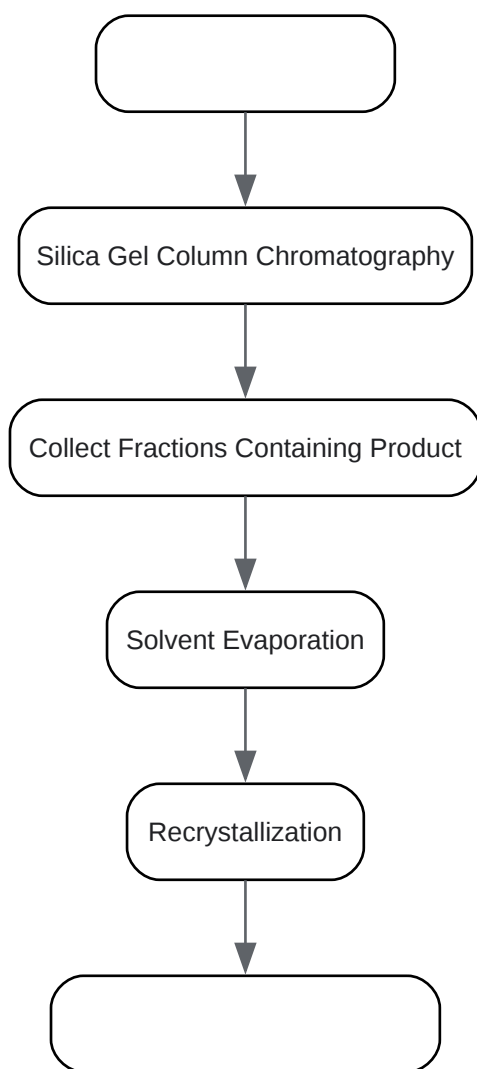 Silica Gel Column Chromatography
Collect Fractions Containing Product
Solvent Evaporation
Recrystallization